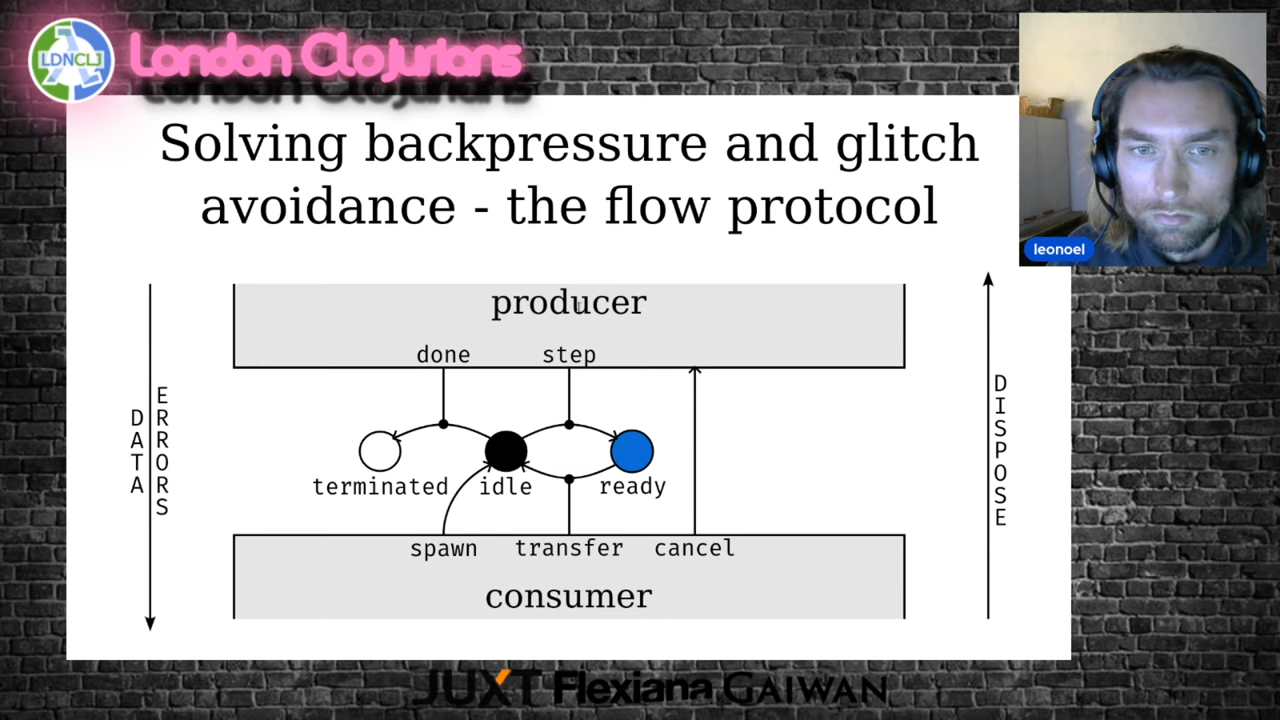 LDNCLJ
London Clojurians
Solving backpressure and glitch
avoidance - the flow protocol
leonoel
producer
done step
DATA
ERRORS
DISPOSE
terminated idle ready
spawn transfer cancel
consumer
JUXT Flexiana GAIWAN